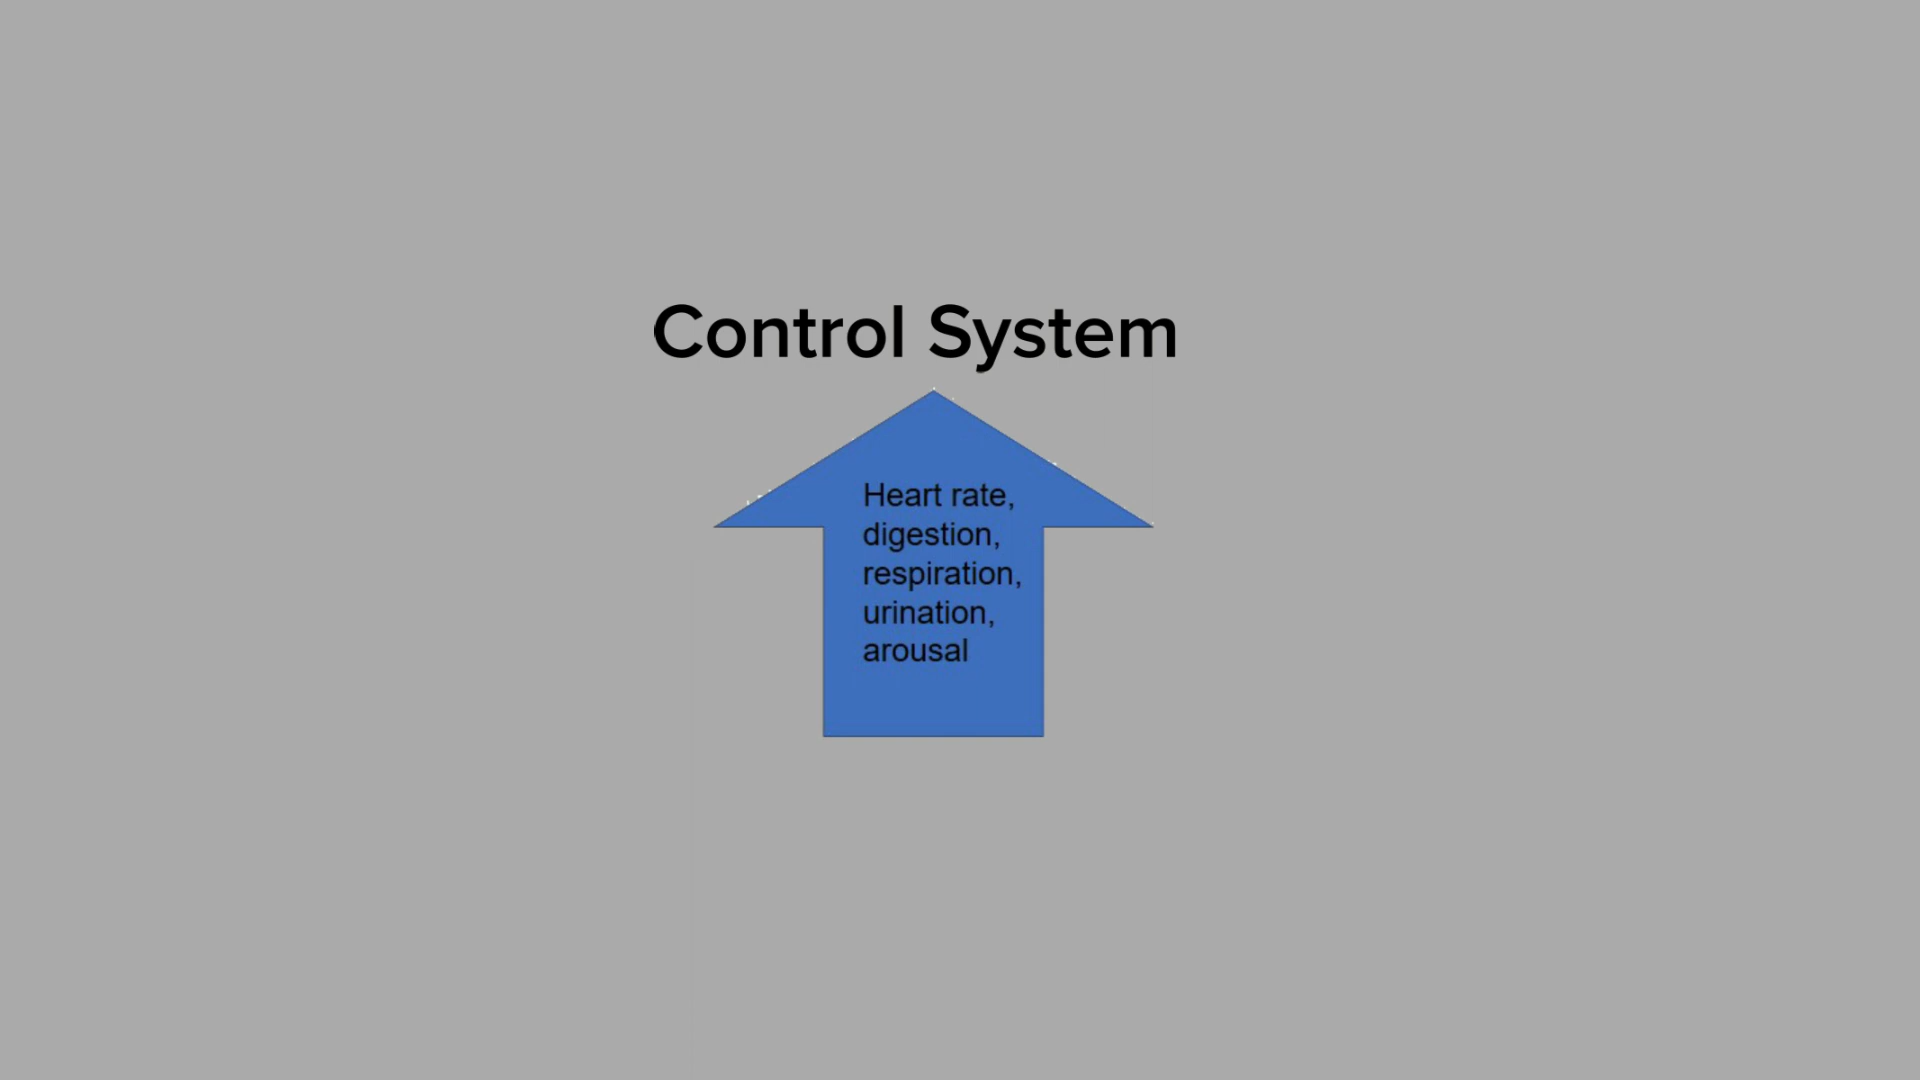 Control System
Heart rate,
digestion,
respiration,
urination,
arousal